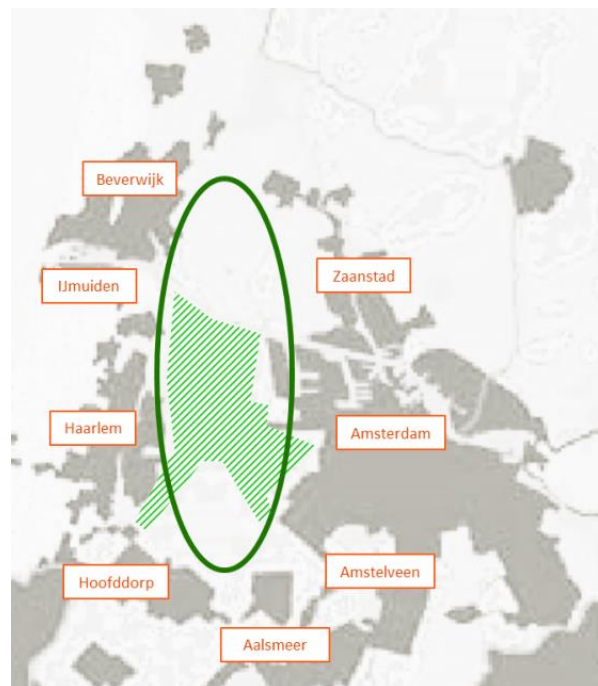 Beverwijk
Zaanstad
IJmuiden
Haarlem
Amsterdam
Hoofddorp
Amstelveen
Aalsmeer